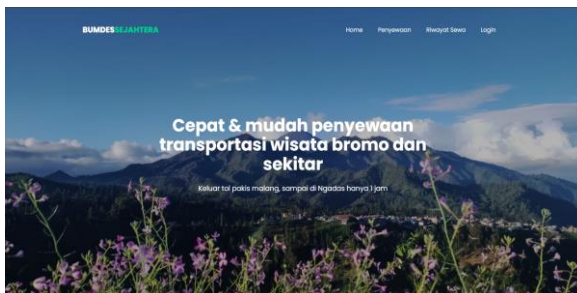 BUMDESSEJAHTERA
Home Penyewaan Riwayat Sewa Login
Cepat & mudah penyewaan
transportasi wisata bromo dan
sekitar
Keluar tol pakis malang, sampai di Ngadas hanya 1 jam